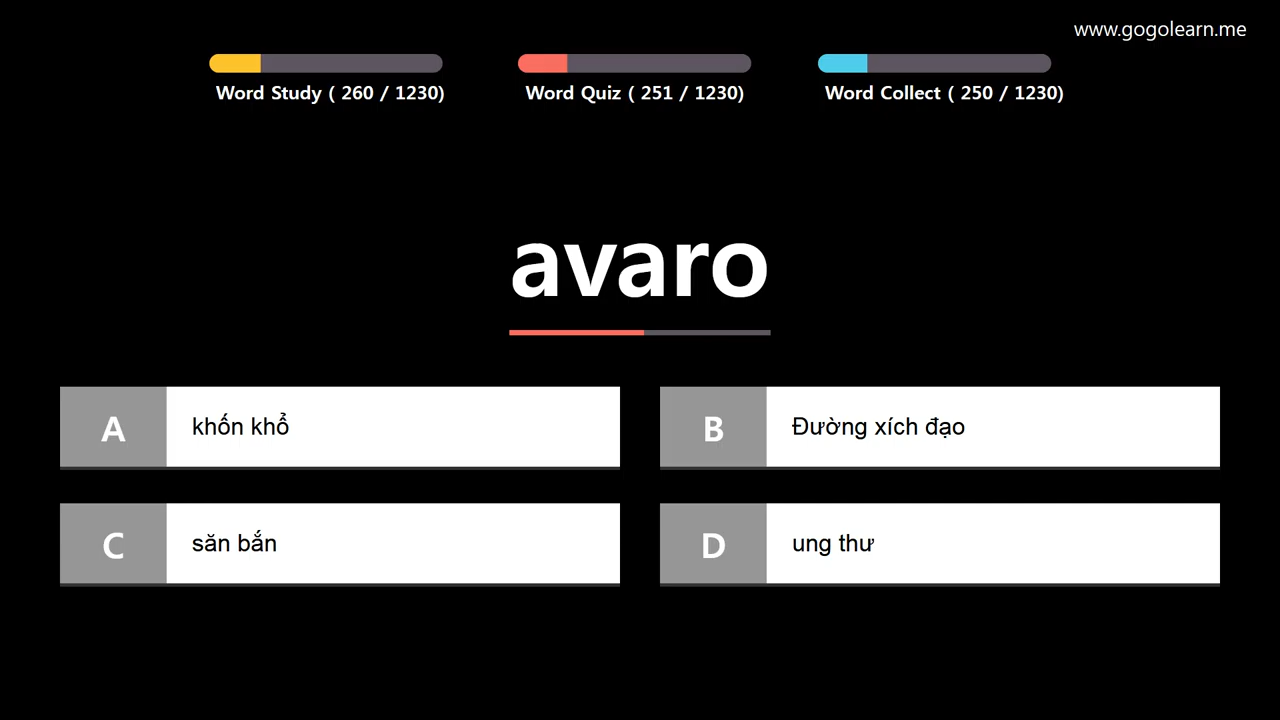 www.gogolearn.me
Word Study ( 260 / 1230)
Word Quiz ( 251 / 1230)
Word Collect ( 250 / 1230)
avaro
A khốn khổ
B Đường xích đạo
C săn bắn
D ung thư